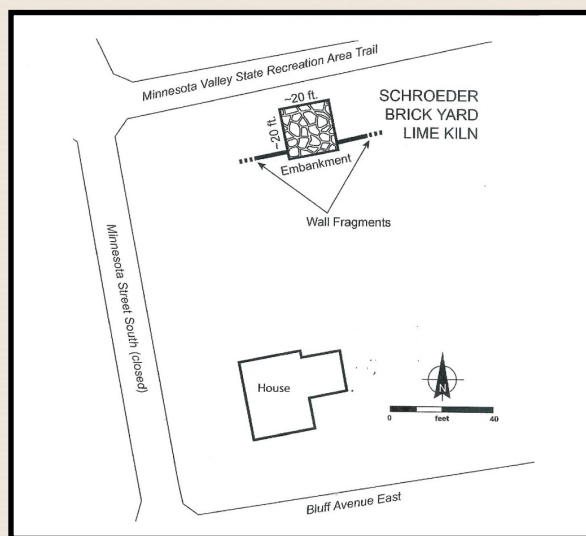 Minnesota Valley State Recreation Area Trail
~20 ft.
~20 ft.
SCHROEDER
BRICK YARD
LIME KILN
Embankment
Wall Fragments
Minnesota Street South (closed)
House
N
0 feet 40
Bluff Avenue East